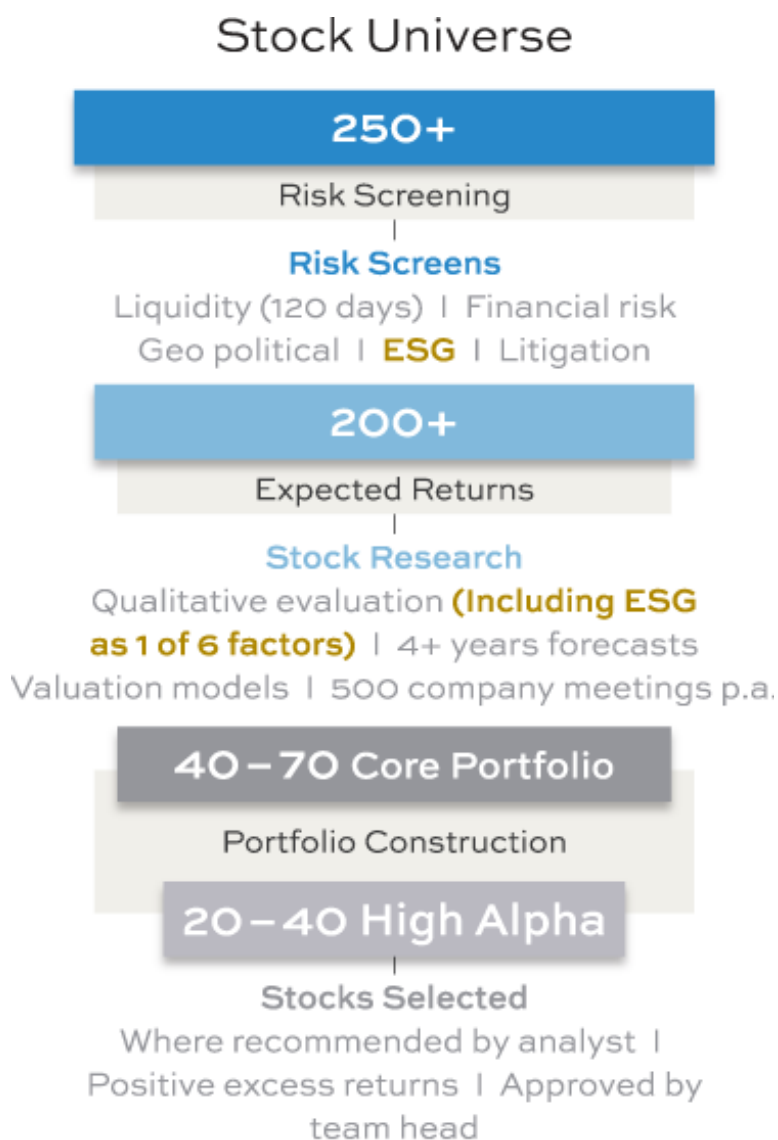 Stock Universe
250+
Risk Screening
Risk Screens
Liquidity (120 days) | Financial risk
Geo political | ESG | Litigation
200+
Expected Returns
Stock Research
Qualitative evaluation (Including ESG
as 1 of 6 factors) | 4+ years forecasts
Valuation models | 500 company meetings p.a.
40–70 Core Portfolio
Portfolio Construction
20–40 High Alpha
Stocks Selected
Where recommended by analyst |
Positive excess returns | Approved by
team head